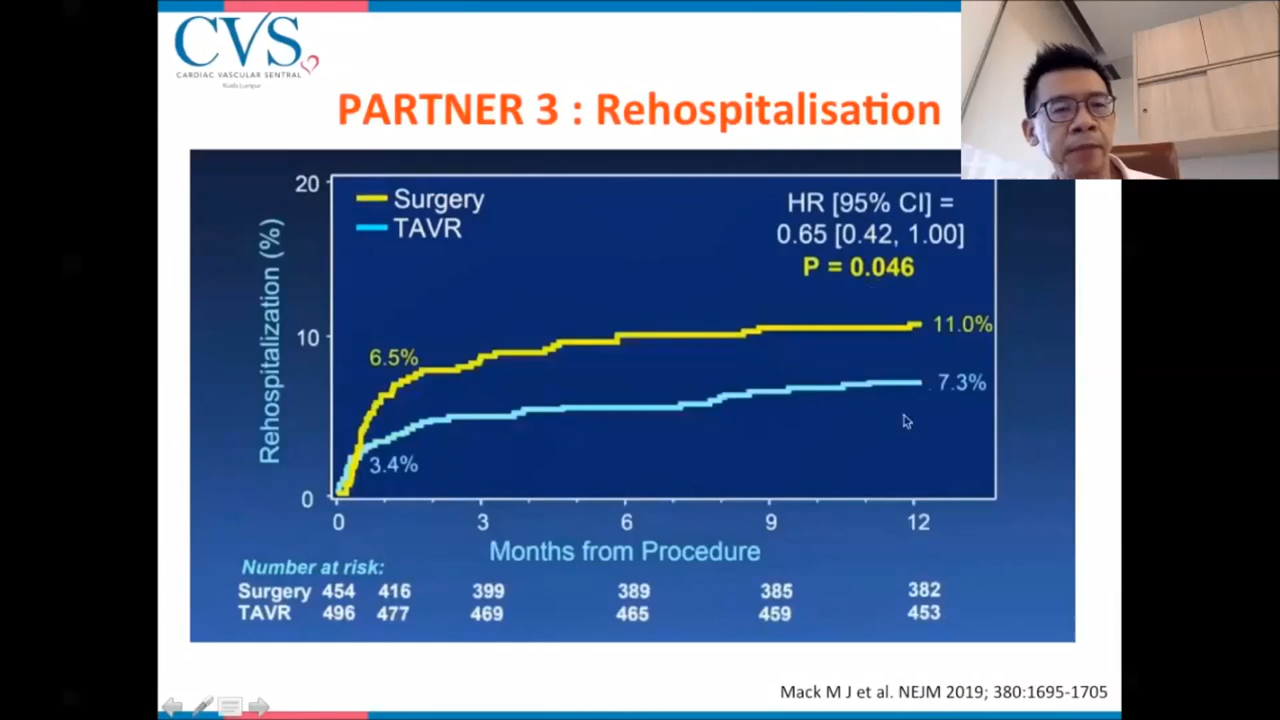 CVS
CARDIAC VASCULAR SENTRAL
Kuala Lumpur
PARTNER 3 : Rehospitalisation
Surgery
TAVR
HR [95% CI] =
0.65 [0.42, 1.00]
P = 0.046
Rehospitalization (%)
20
10
0
6.5%
3.4%
11.0%
7.3%
0 3 6 9 12
Months from Procedure
Number at risk:
Surgery 454 416 399 389 385 382
TAVR 496 477 469 465 459 453
Mack M J et al. NEJM 2019; 380:1695-1705